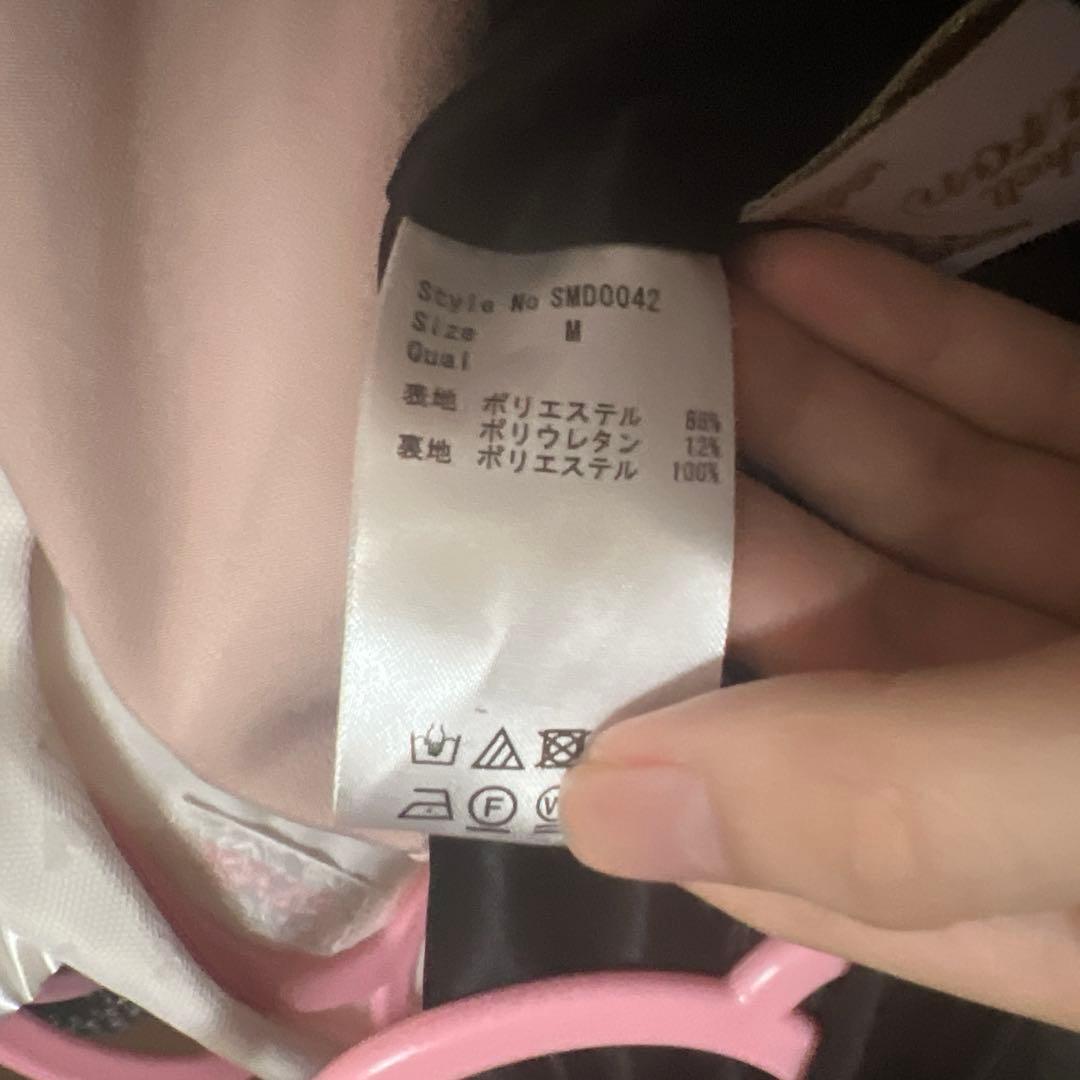 Style No SMD0042
Size M
Qual
表地 ポリエステル 88%
ポリウレタン 12%
裏地 ポリエステル 100%
F
W